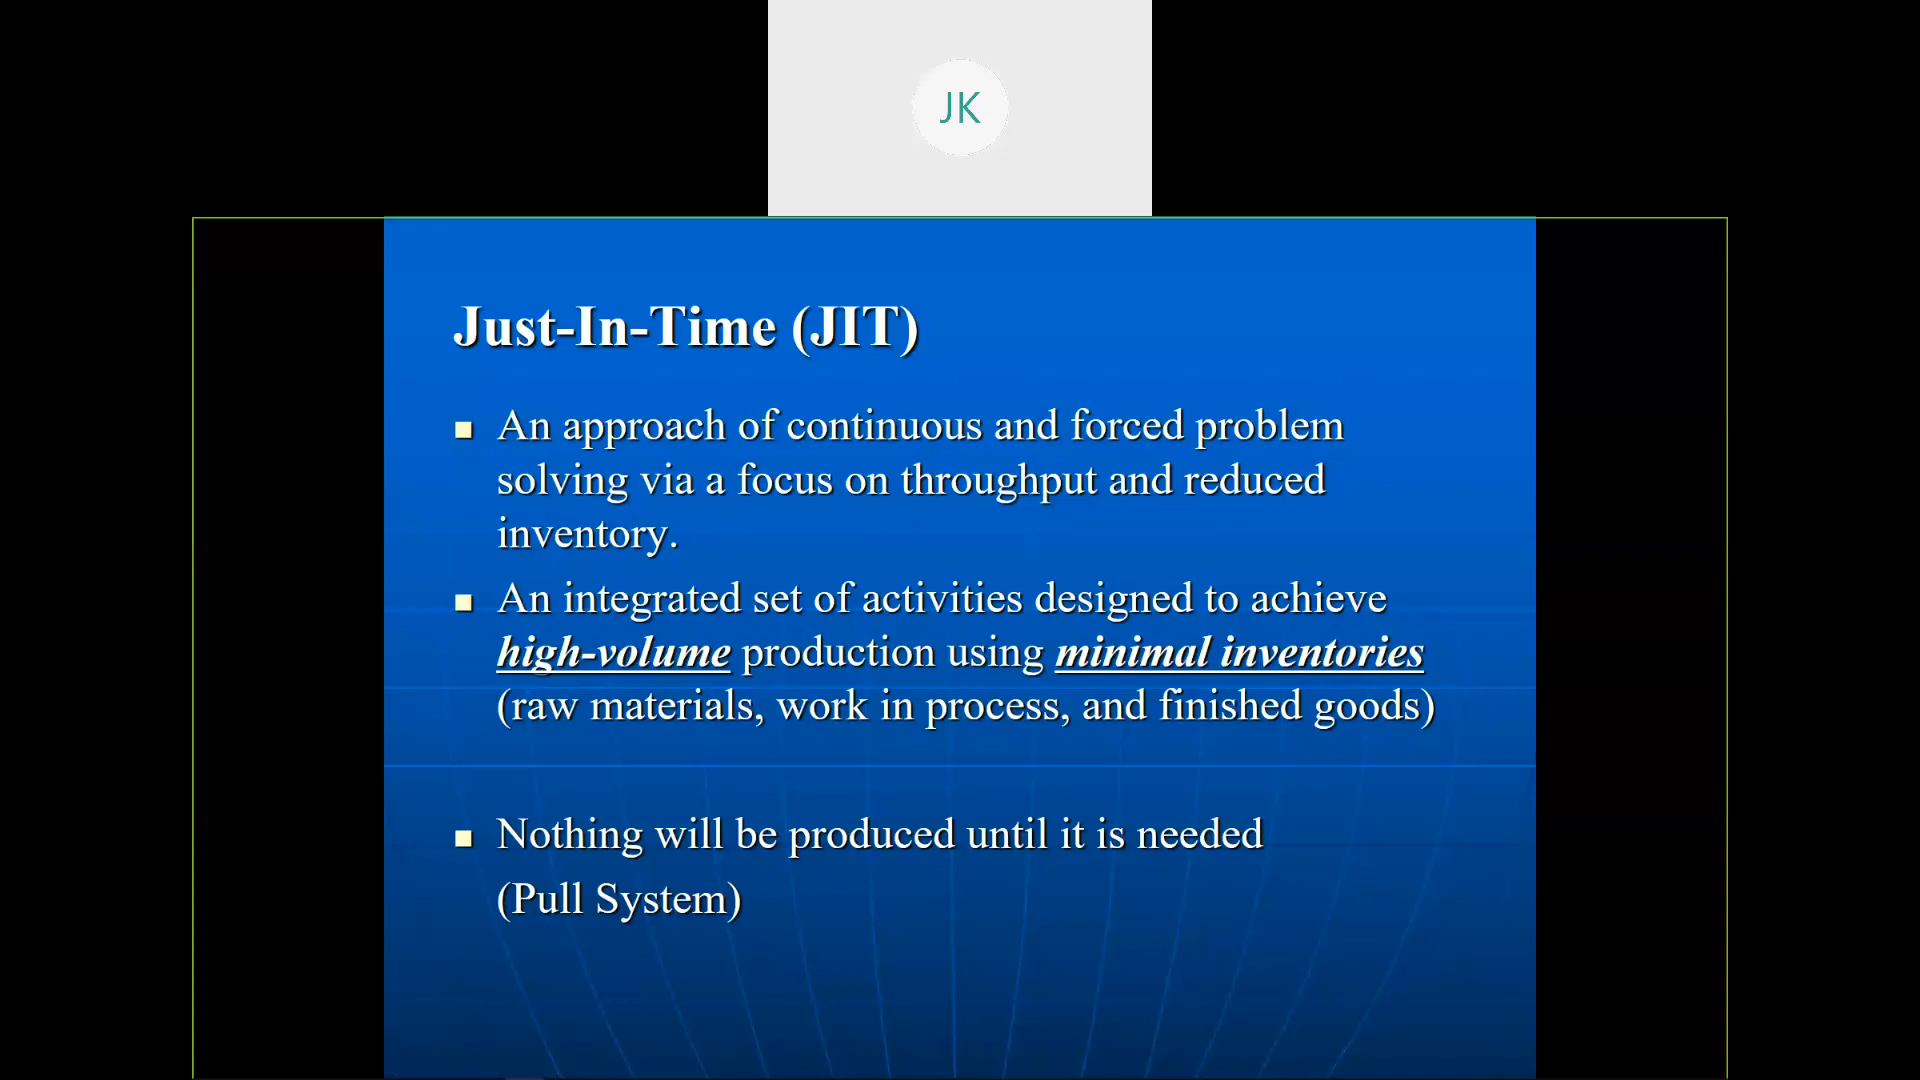 JK
Just-In-Time (JIT)
An approach of continuous and forced problem
solving via a focus on throughput and reduced
inventory.
An integrated set of activities designed to achieve
high-volume production using minimal inventories
(raw materials, work in process, and finished goods)
Nothing will be produced until it is needed
(Pull System)